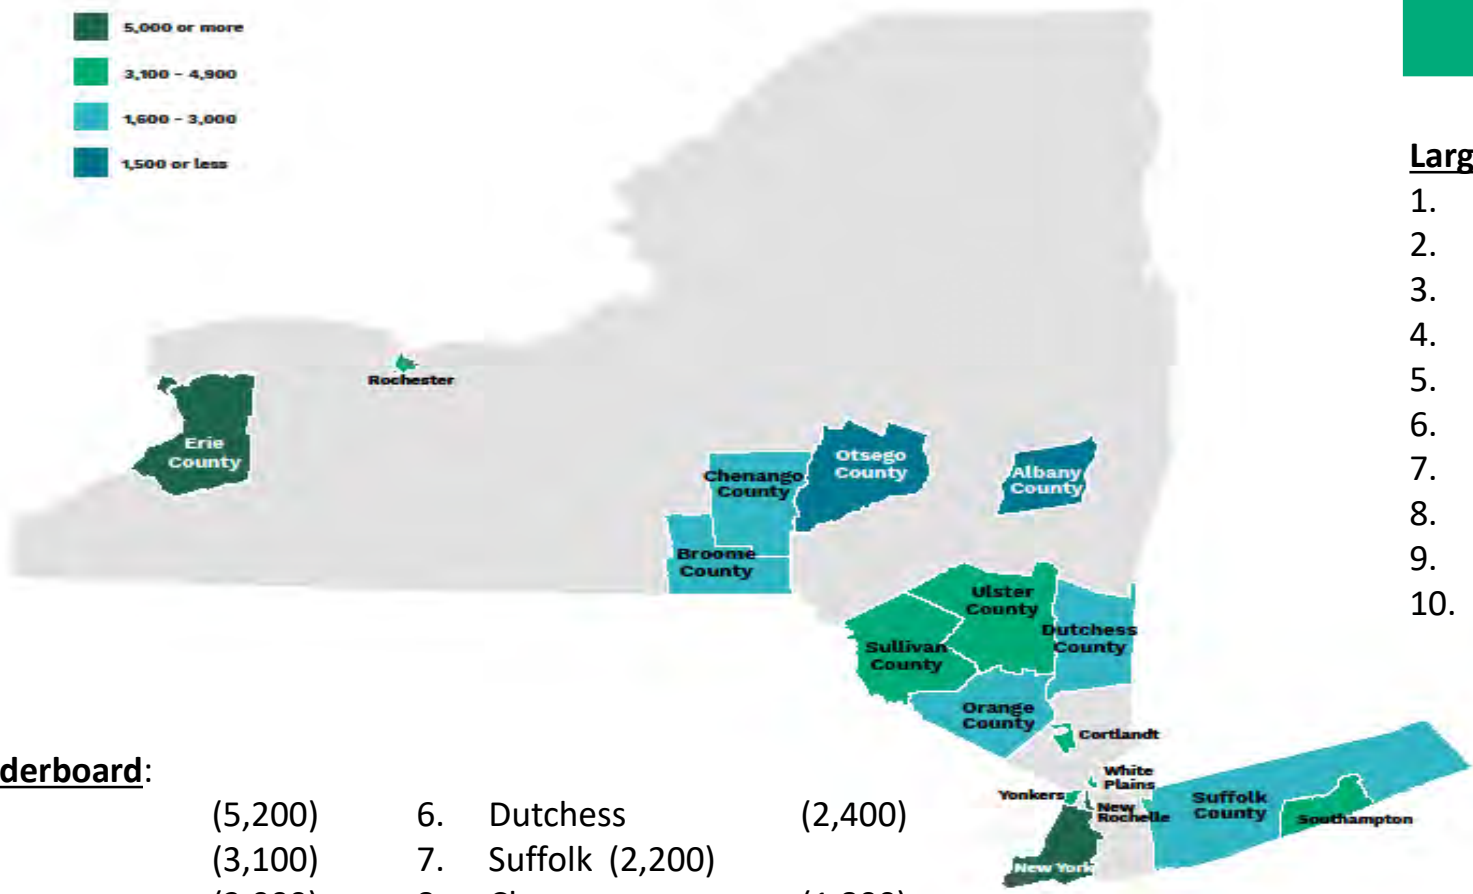 5,000 or more
3,100 - 4,900
1,600 - 3,000
1,500 or less
Larg
1.
2.
3.
4.
5.
6.
7.
8.
9.
10.
Rochester
Erie
County
Chenango
County
Otsego
County
Albany
County
Broome
County
Ulster
County
Dutchess
County
Sullivan
County
Orange
County
Cortlandt
White
Plains
Yonkers
New
Rochelle
Suffolk
County
Southampton
New York
derboard:
(5,200) 6. Dutchess (2,400)
(3,100) 7. Suffolk (2,200)